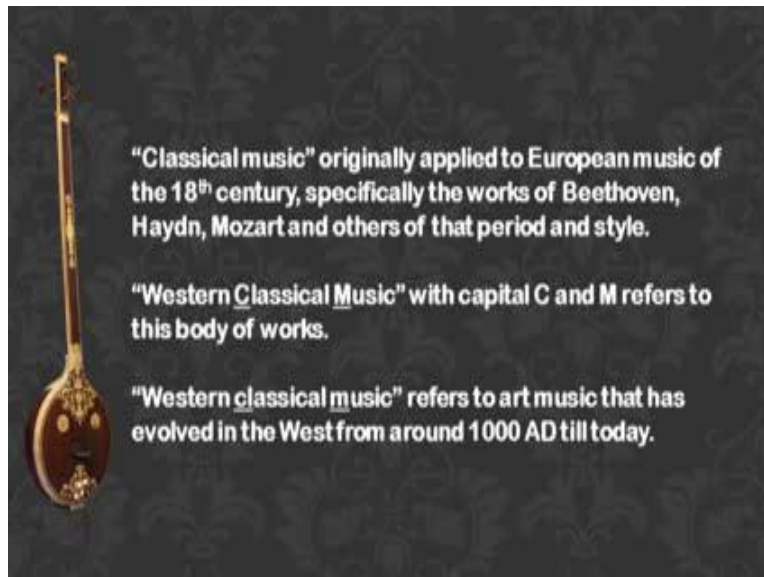 “Classical music” originally applied to European music of
the 18th century, specifically the works of Beethoven,
Haydn, Mozart and others of that period and style.
“Western Classical Music” with capital C and M refers to
this body of works.
“Western classical music” refers to art music that has
evolved in the West from around 1000 AD till today.